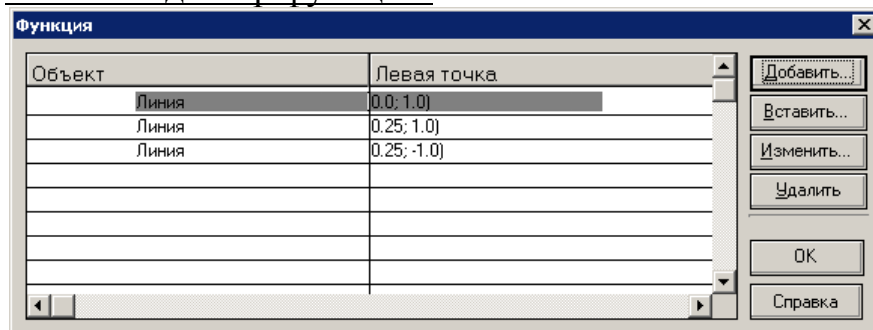 Функция
Объект Левая точка
Линия 0.0; 1.0)
Линия 0.25; 1.0)
Линия 0.25; -1.0)
Добавить...
Вставить...
Изменить...
Удалить
OK
Справка